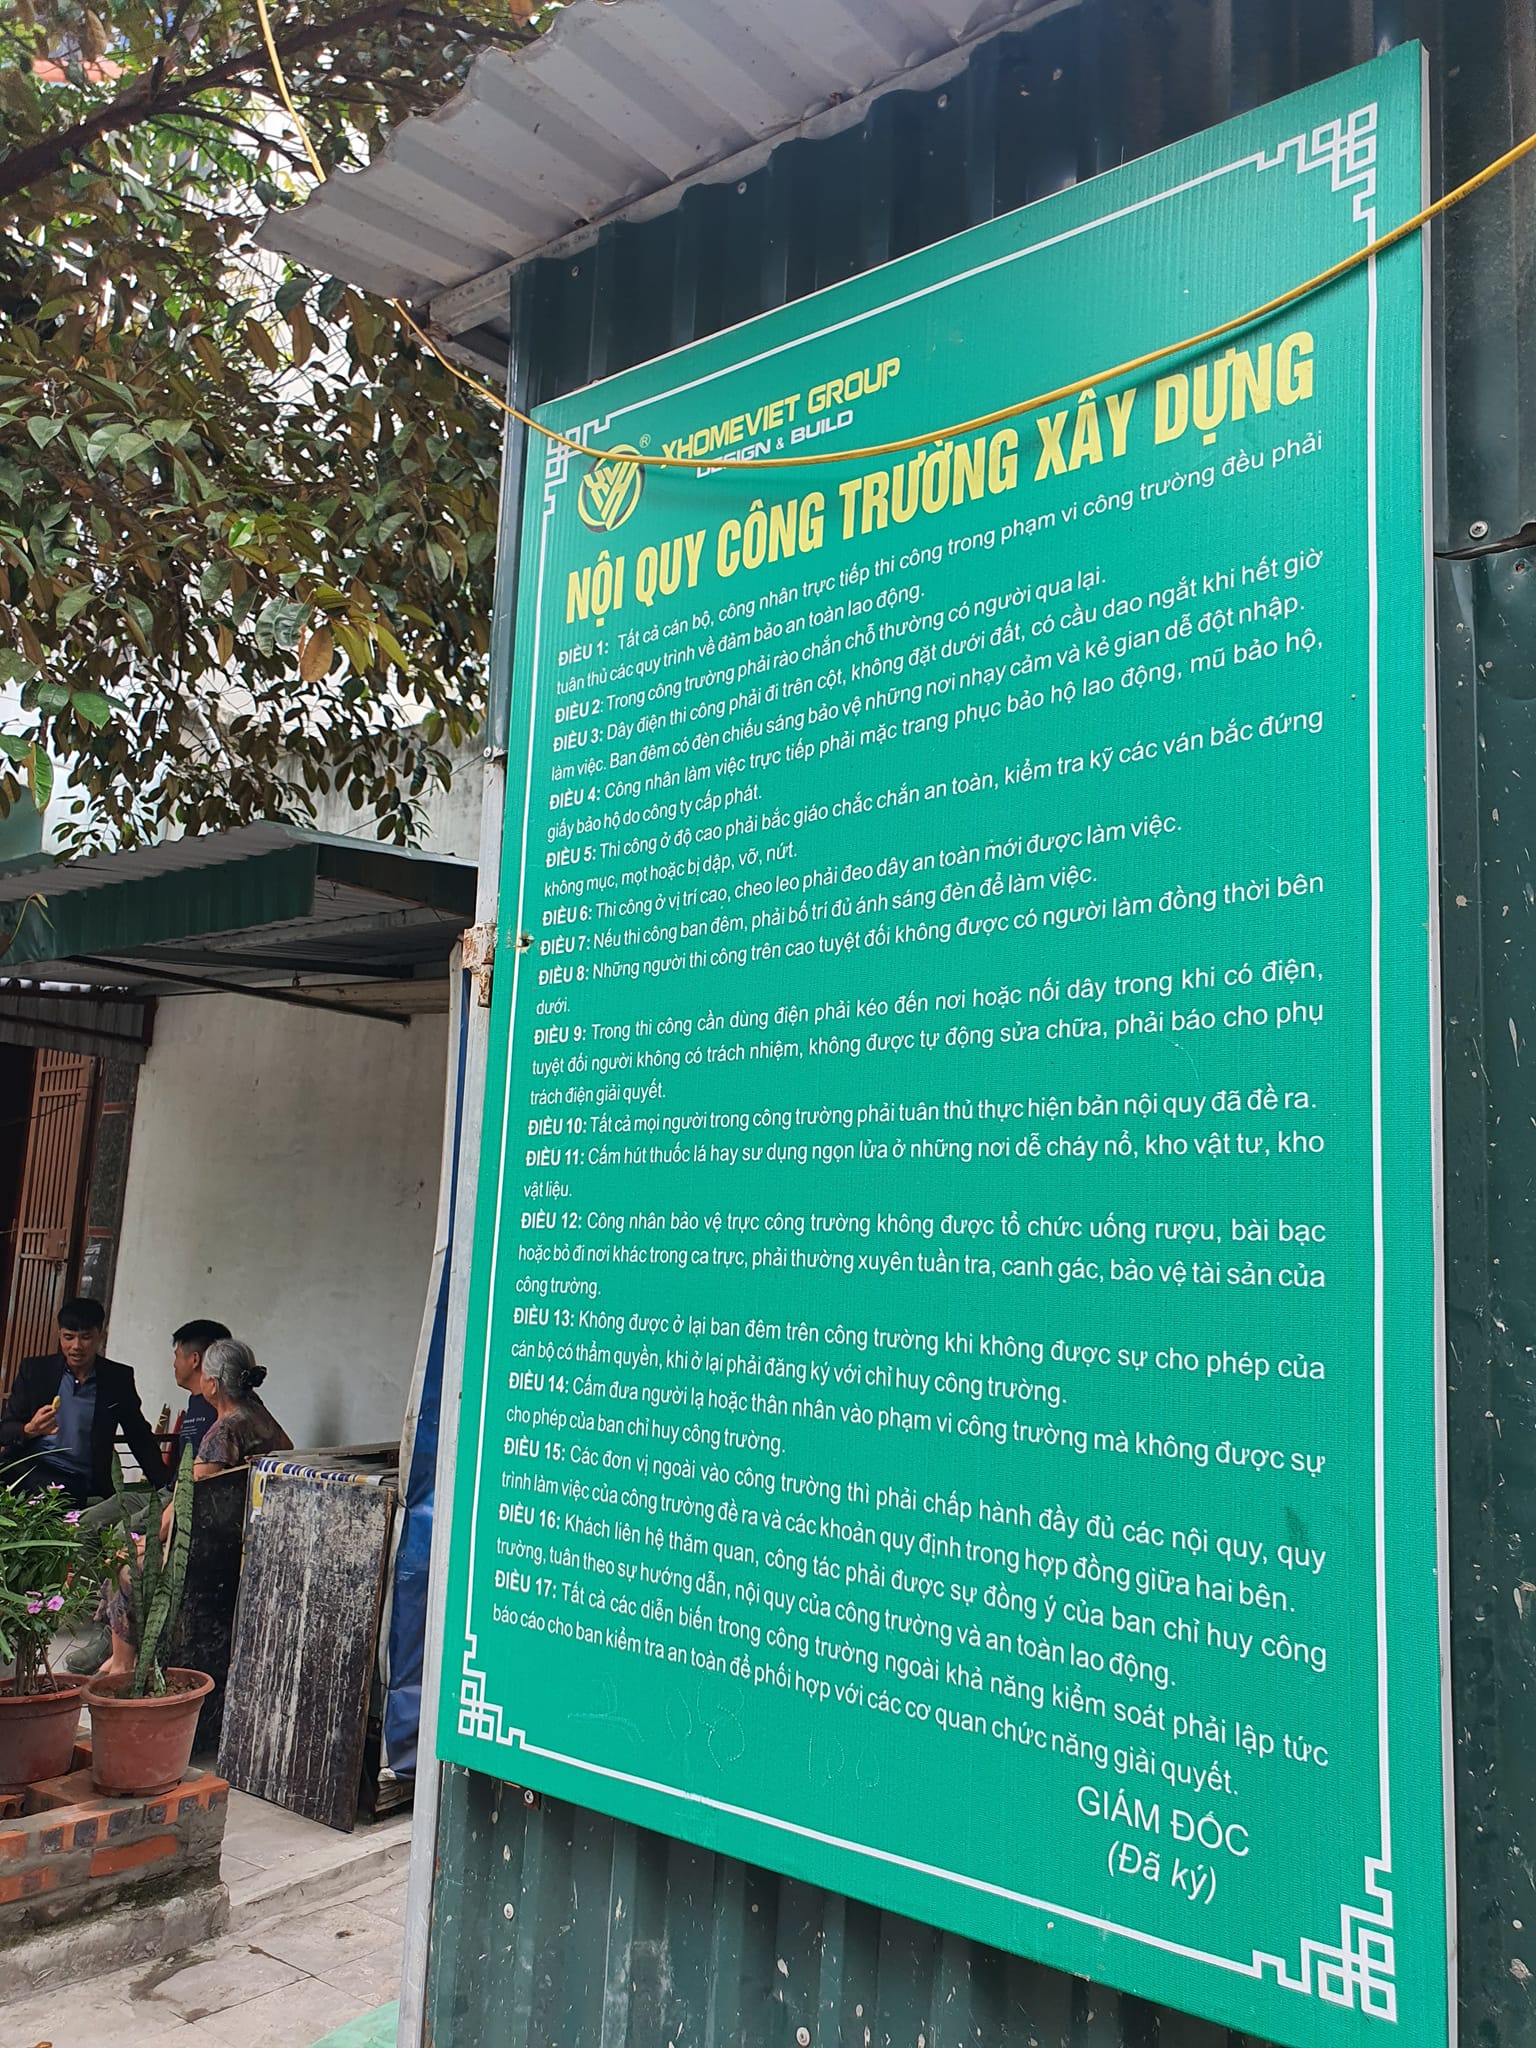 XHOMEVIET GROUP
DESIGN & BUILD
®
NỘI QUY CÔNG TRƯỜNG XÂY DỰNG
ĐIỀU 1: Tất cả cán bộ, công nhân trực tiếp thi công trong phạm vi công trường đều phải
tuân thủ các quy trình về đảm bảo an toàn lao động.
ĐIỀU 2: Trong công trường phải rào chắn chỗ thường có người qua lại.
ĐIỀU 3: Dây điện thi công phải đi trên cột, không đặt dưới đất, có cầu dao ngắt khi hết giờ
làm việc. Ban đêm có đèn chiếu sáng bảo vệ những nơi nhạy cảm và kẻ gian dễ đột nhập.
ĐIỀU 4: Công nhân làm việc trực tiếp phải mặc trang phục bảo hộ lao động, mũ bảo hộ,
giấy bảo hộ do công ty cấp phát.
ĐIỀU 5: Thi công ở độ cao phải bắc giáo chắc chắn an toàn, kiểm tra kỹ các ván bắc đứng
không mục, mọt hoặc bị dập, vỡ, nứt.
ĐIỀU 6: Thi công ở vị trí cao, cheo leo phải đeo dây an toàn mới được làm việc.
ĐIỀU 7: Nếu thi công ban đêm, phải bố trí đủ ánh sáng đèn để làm việc.
ĐIỀU 8: Những người thi công trên cao tuyệt đối không được có người làm đồng thời bên
dưới.
ĐIỀU 9: Trong thi công cần dùng điện phải kéo đến nơi hoặc nối dây trong khi có điện,
tuyệt đối người không có trách nhiệm, không được tự động sửa chữa, phải báo cho phụ
trách điện giải quyết.
ĐIỀU 10: Tất cả mọi người trong công trường phải tuân thủ thực hiện bản nội quy đã đề ra.
ĐIỀU 11: Cấm hút thuốc lá hay sư dụng ngọn lửa ở những nơi dễ cháy nổ, kho vật tư, kho
vật liệu.
ĐIỀU 12: Công nhân bảo vệ trực công trường không được tổ chức uống rượu, bài bạc
hoặc bỏ đi nơi khác trong ca trực, phải thường xuyên tuần tra, canh gác, bảo vệ tài sản của
công trường.
ĐIỀU 13: Không được ở lại ban đêm trên công trường khi không được sự cho phép của
cán bộ có thẩm quyền, khi ở lại phải đăng ký với chỉ huy công trường.
ĐIỀU 14: Cấm đưa người lạ hoặc thân nhân vào phạm vi công trường mà không được sự
cho phép của ban chỉ huy công trường.
ĐIỀU 15: Các đơn vị ngoài vào công trường thì phải chấp hành đầy đủ các nội quy, quy
trình làm việc của công trường đề ra và các khoản quy định trong hợp đồng giữa hai bên.
ĐIỀU 16: Khách liên hệ thăm quan, công tác phải được sự đồng ý của ban chỉ huy công
trường, tuân theo sự hướng dẫn, nội quy của công trường và an toàn lao động.
ĐIỀU 17: Tất cả các diễn biến trong công trường ngoài khả năng kiểm soát phải lập tức
báo cáo cho ban kiểm tra an toàn để phối hợp với các cơ quan chức năng giải quyết.
GIÁM ĐỐC
(Đã ký)